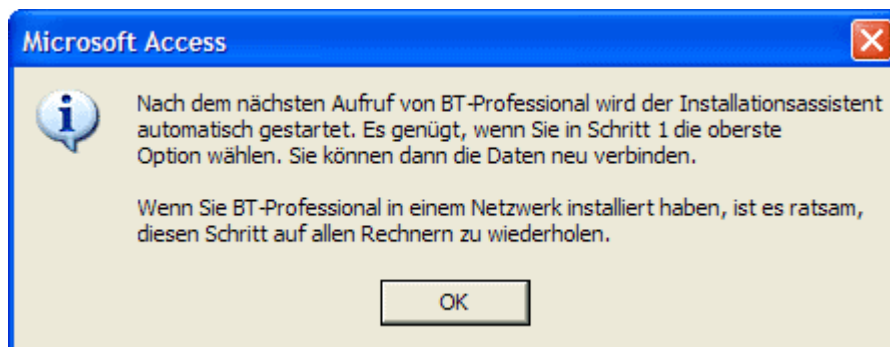 Microsoft Access
Nach dem nächsten Aufruf von BT-Professional wird der Installationsassistent
automatisch gestartet. Es genügt, wenn Sie in Schritt 1 die oberste
Option wählen. Sie können dann die Daten neu verbinden.
Wenn Sie BT-Professional in einem Netzwerk installiert haben, ist es ratsam,
diesen Schritt auf allen Rechnern zu wiederholen.
OK